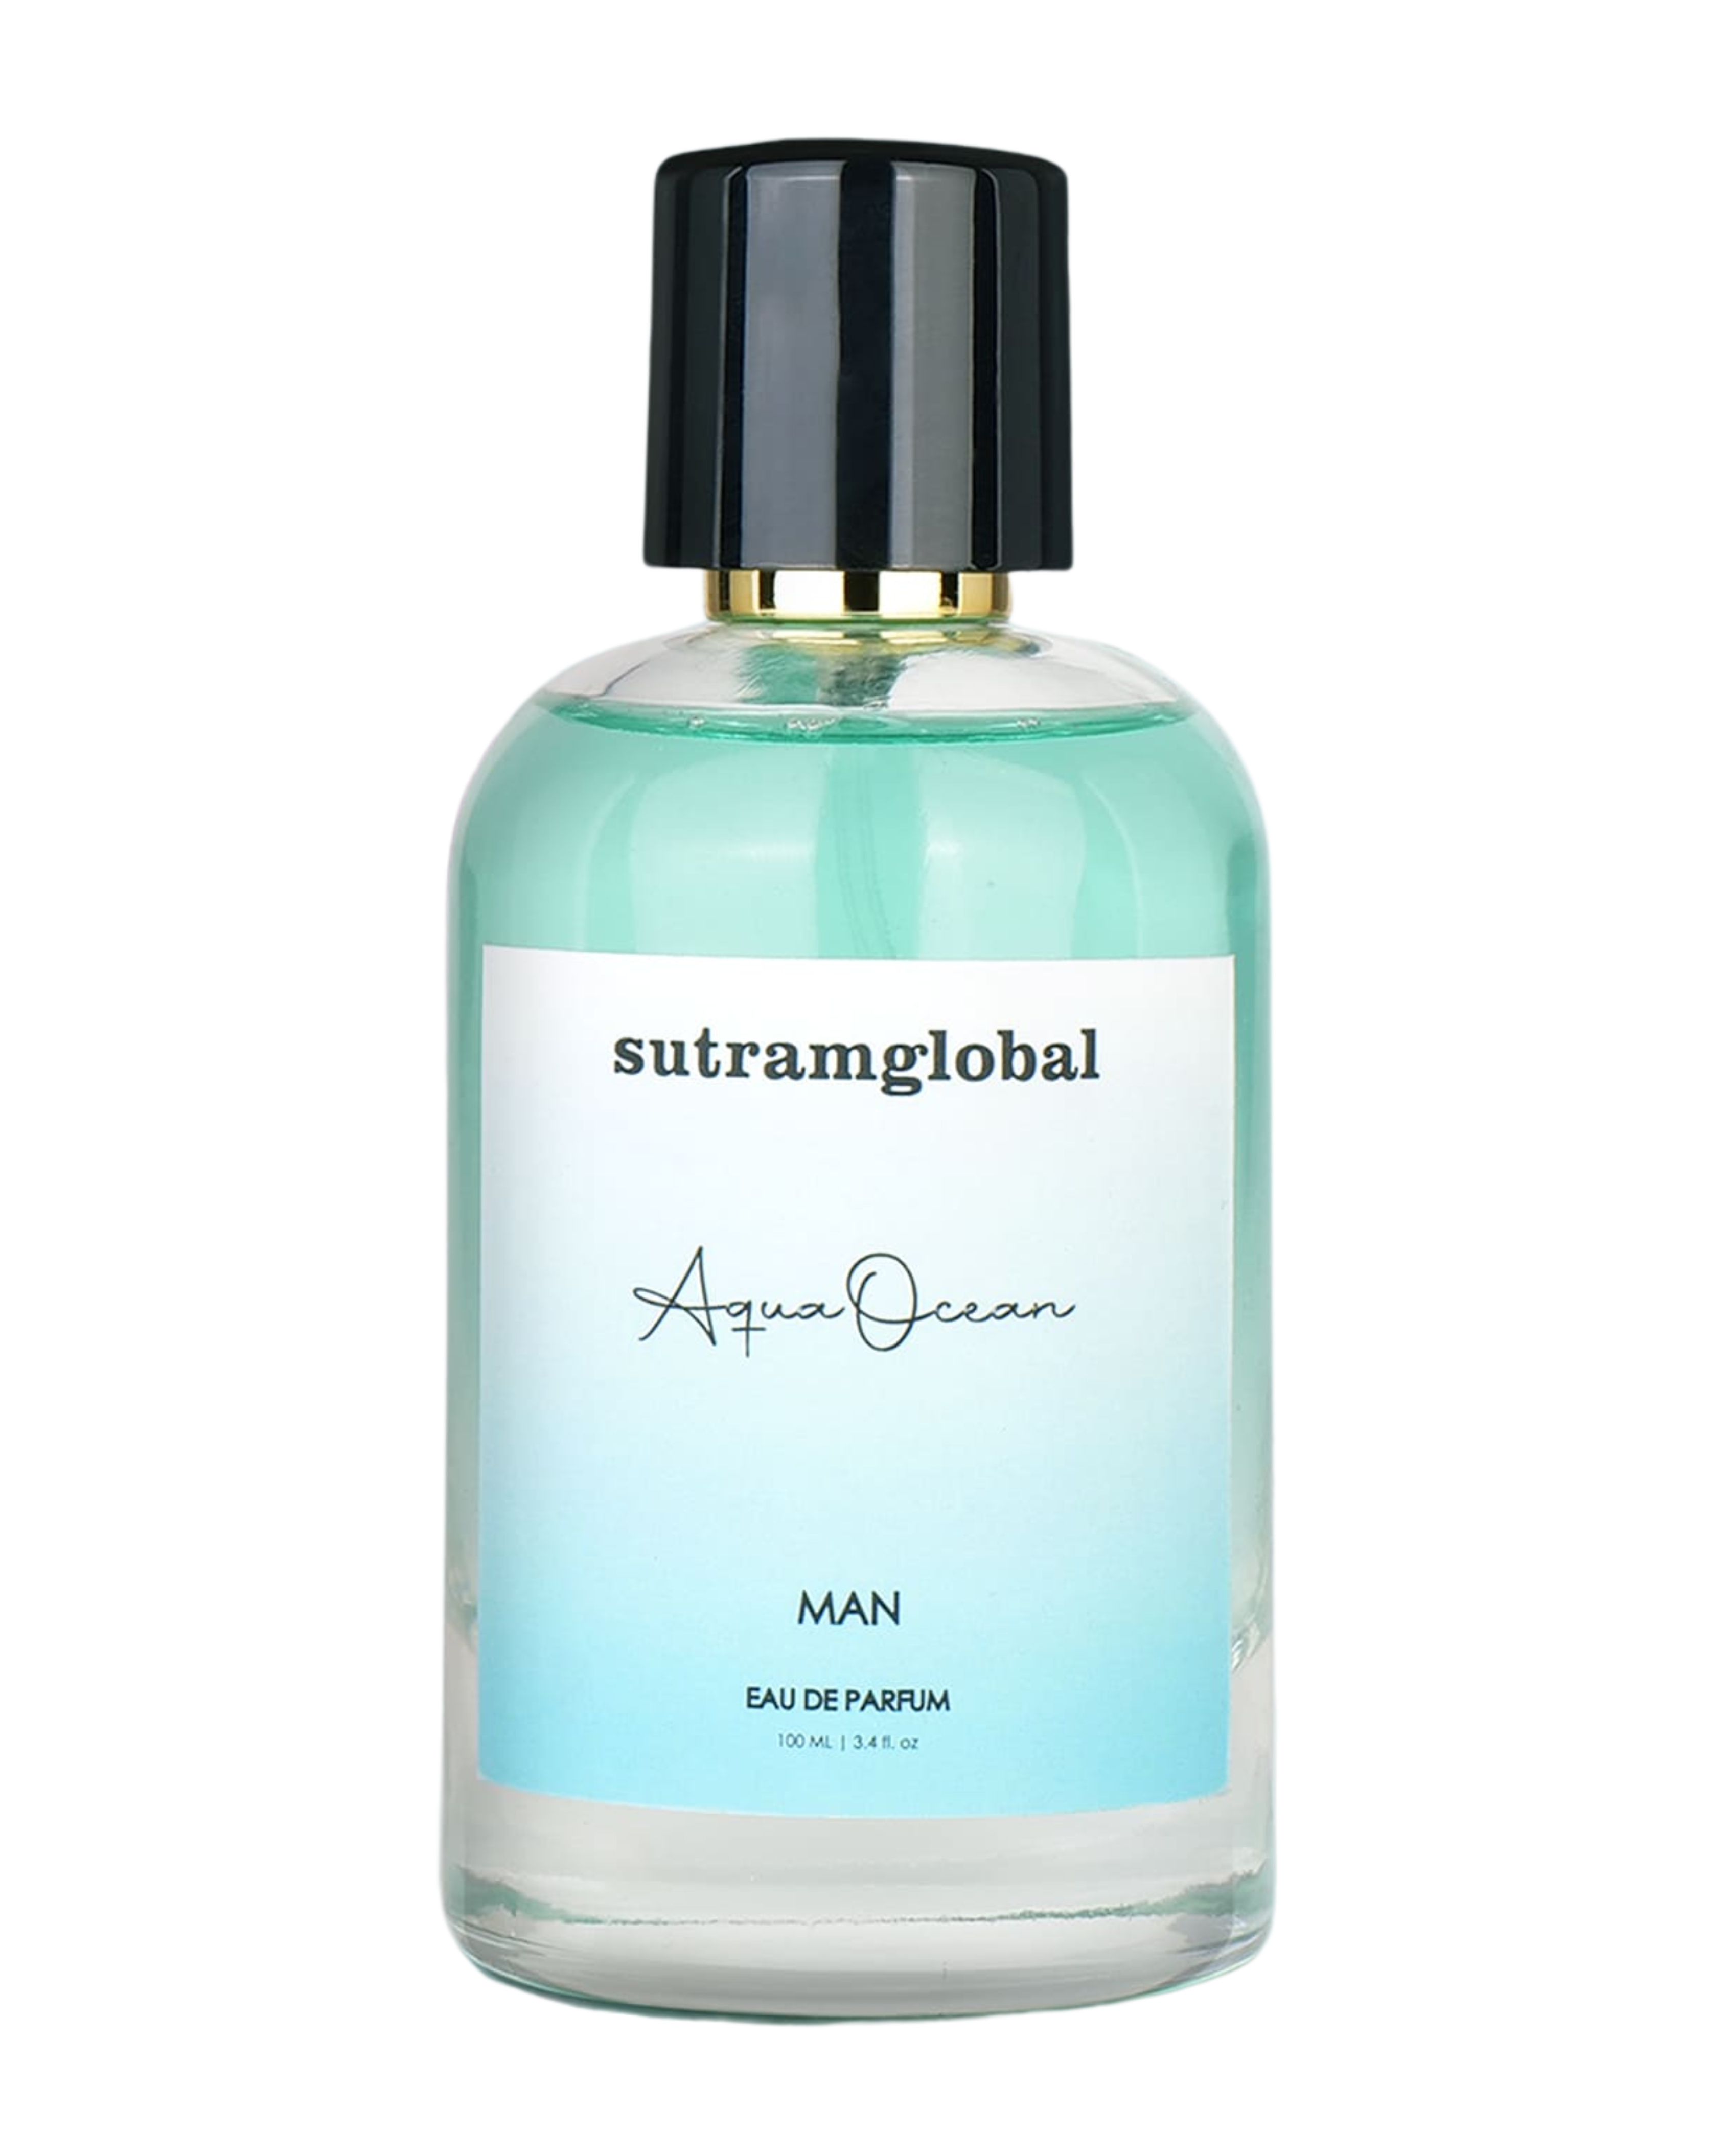 sutramglobal
Aqua Ocean
MAN
EAU DE PARFUM
100 ML | 3.4 fl. oz